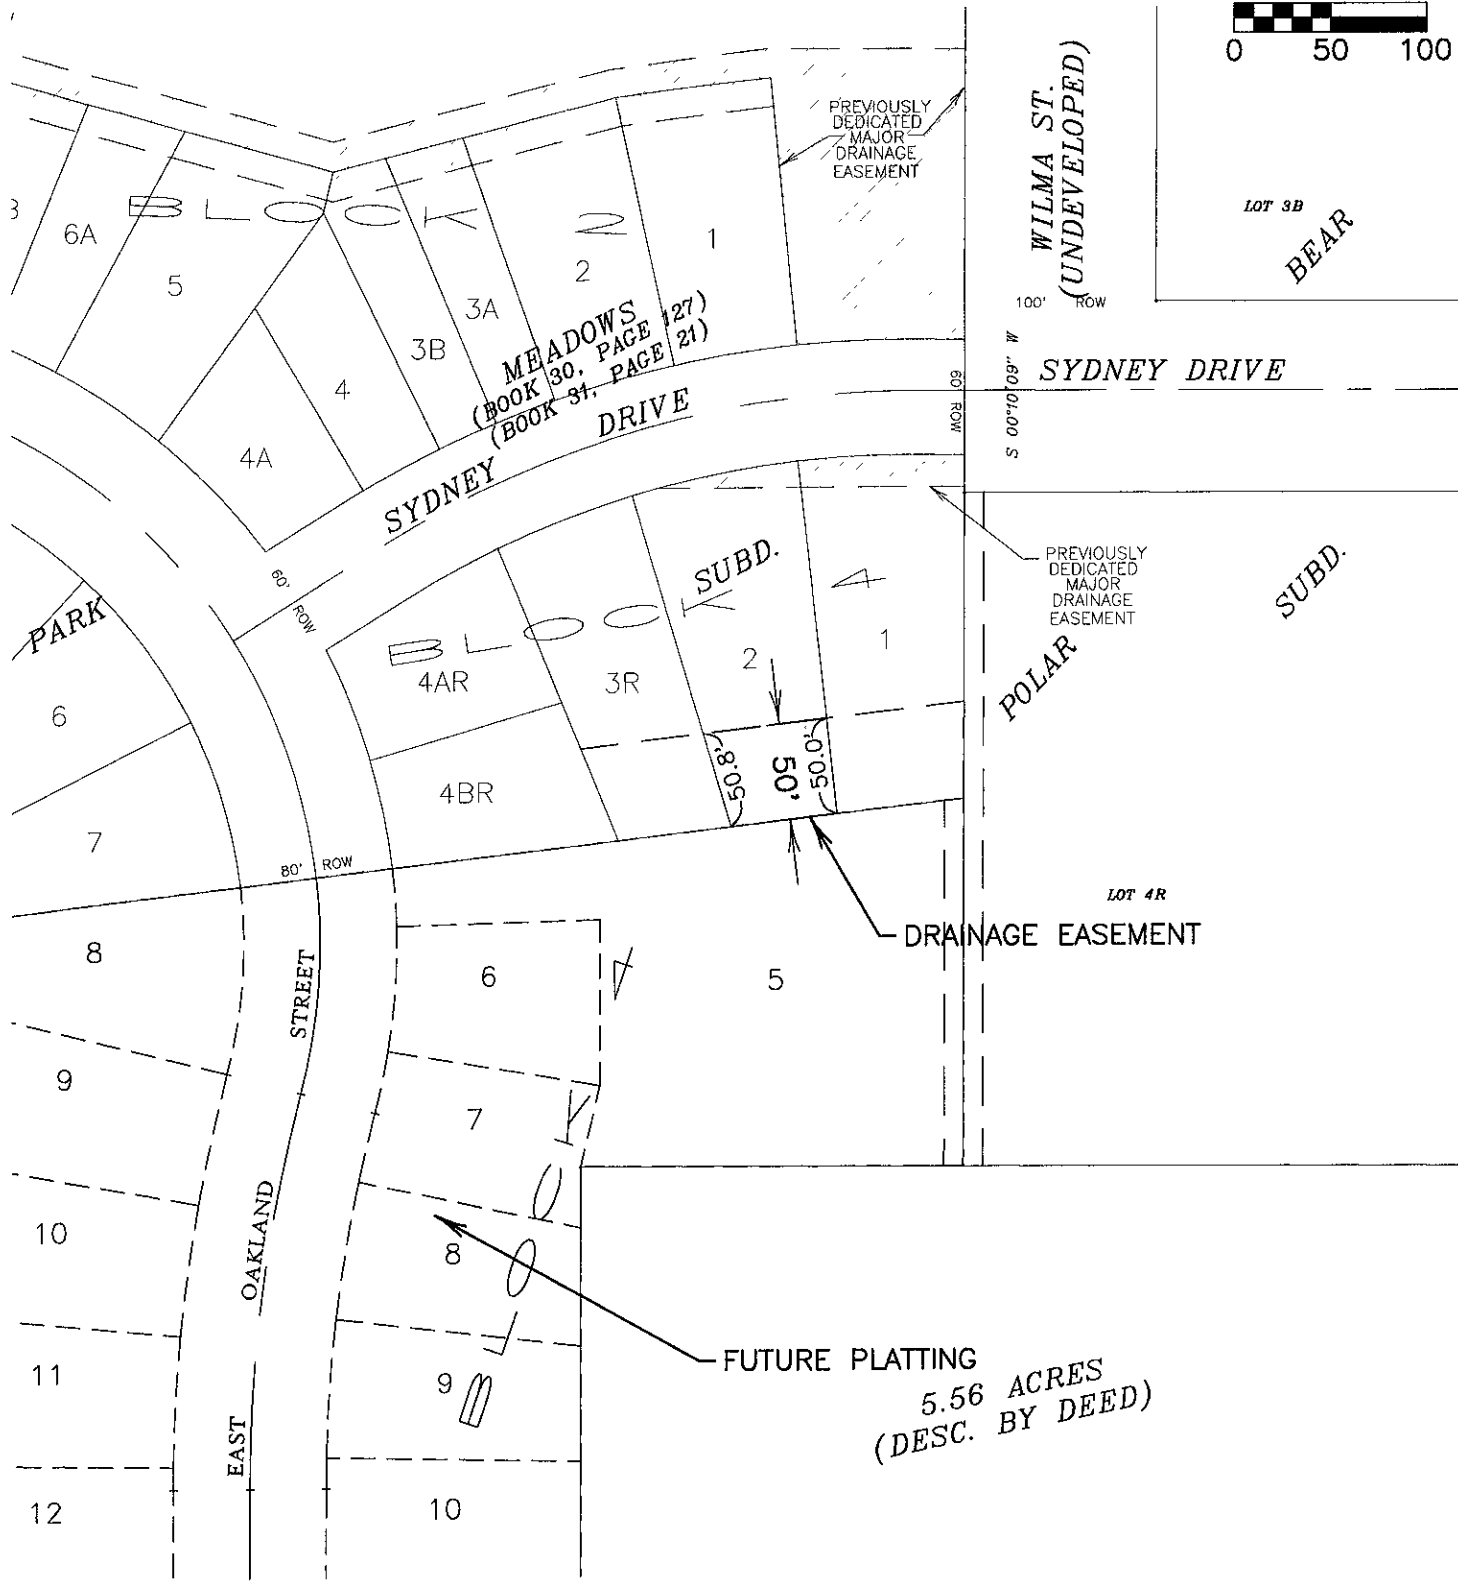 0 50 100
WILMA ST.
(UNDEVELOPED)
PREVIOUSLY
DEDICATED
MAJOR
DRAINAGE
EASEMENT
LOT 3B
BEAR
100' ROW
6A
BLOCK 2
5
1
2
3A
3B
4
4A
MEADOWS
(BOOK 30, PAGE 127)
(BOOK 31, PAGE 21)
SYDNEY DRIVE
60' ROW
S 00°10'09" W
SYDNEY DRIVE
PREVIOUSLY
DEDICATED
MAJOR
DRAINAGE
EASEMENT
SUBD.
POLAR
60' ROW
PARK
SUBD.
BLOCK 4
4AR
3R
2
1
4BR
50.8'
50'
50.0'
6
7
80' ROW
LOT 4R
DRAINAGE EASEMENT
8
9
10
11
12
EAST OAKLAND STREET
BLOCK 4
5
6
7
8
9
10
FUTURE PLATTING
5.56 ACRES
(DESC. BY DEED)